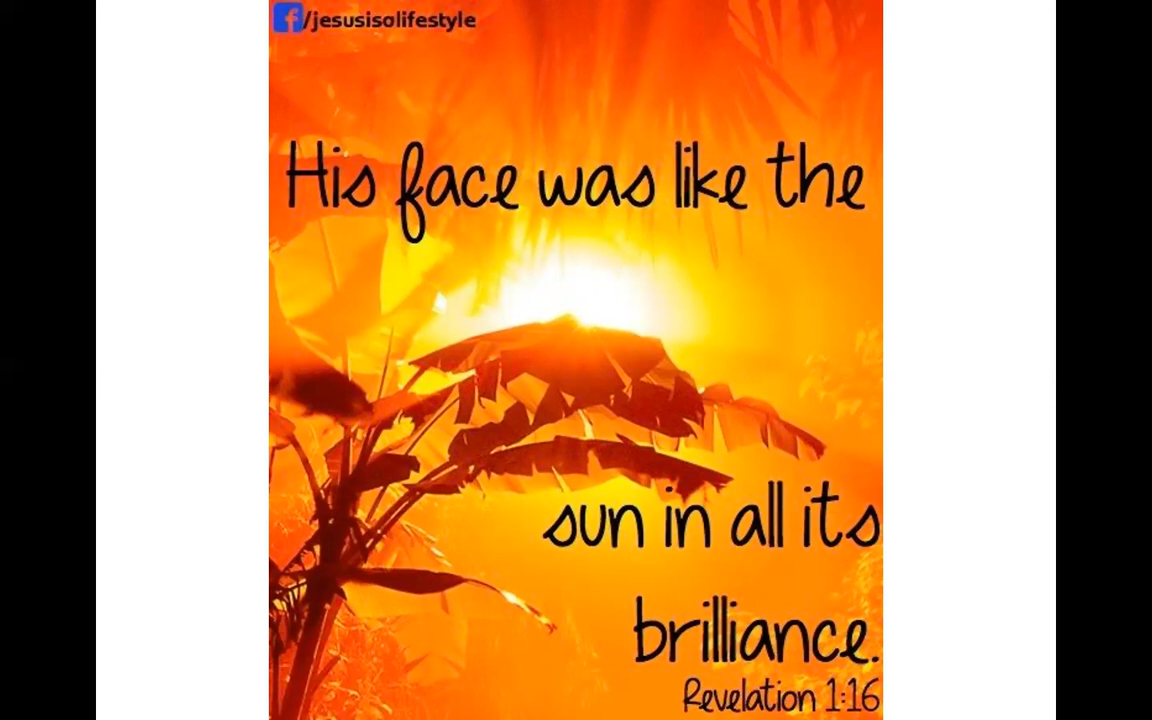 /jesusisolifestyle
His face was like the
sun in all its
brilliance.
Revelation 1:16